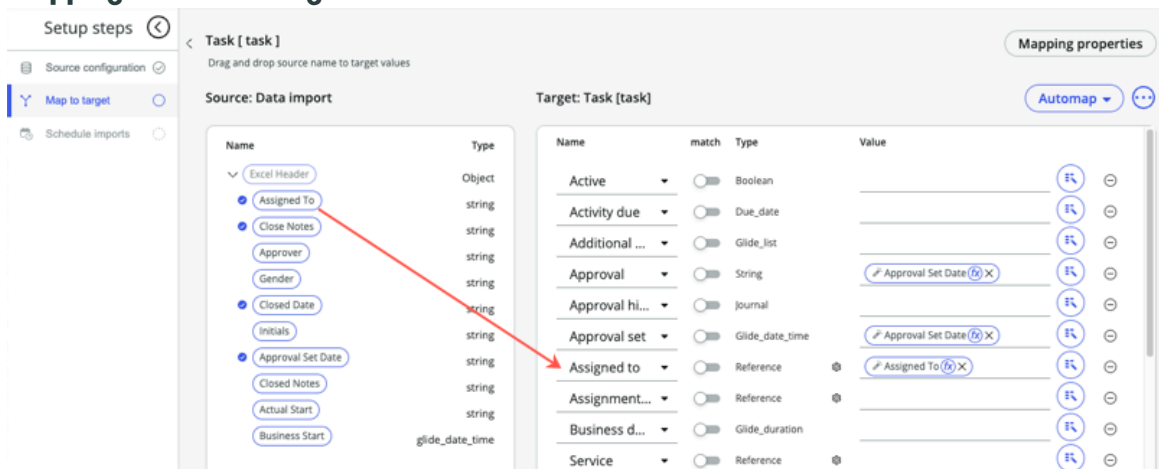 Setup steps
Source configuration
Map to target
Schedule imports
Task [ task ]
Mapping properties
Drag and drop source name to target values
Source: Data import
Target: Task [task]
Automap
Name Type
Excel Header Object
Assigned To string
Close Notes string
Approver string
Gender string
Closed Date string
Initials string
Approval Set Date string
Closed Notes string
Actual Start string
Business Start glide_date_time
Name match Type Value
Active Boolean
Activity due Due_date
Additional ... Glide_list
Approval String Approval Set Date fx X
Approval hi... Journal
Approval set Glide_date_time Approval Set Date fx X
Assigned to Reference Assigned To fx X
Assignment... Reference
Business d... Glide_duration
Service Reference